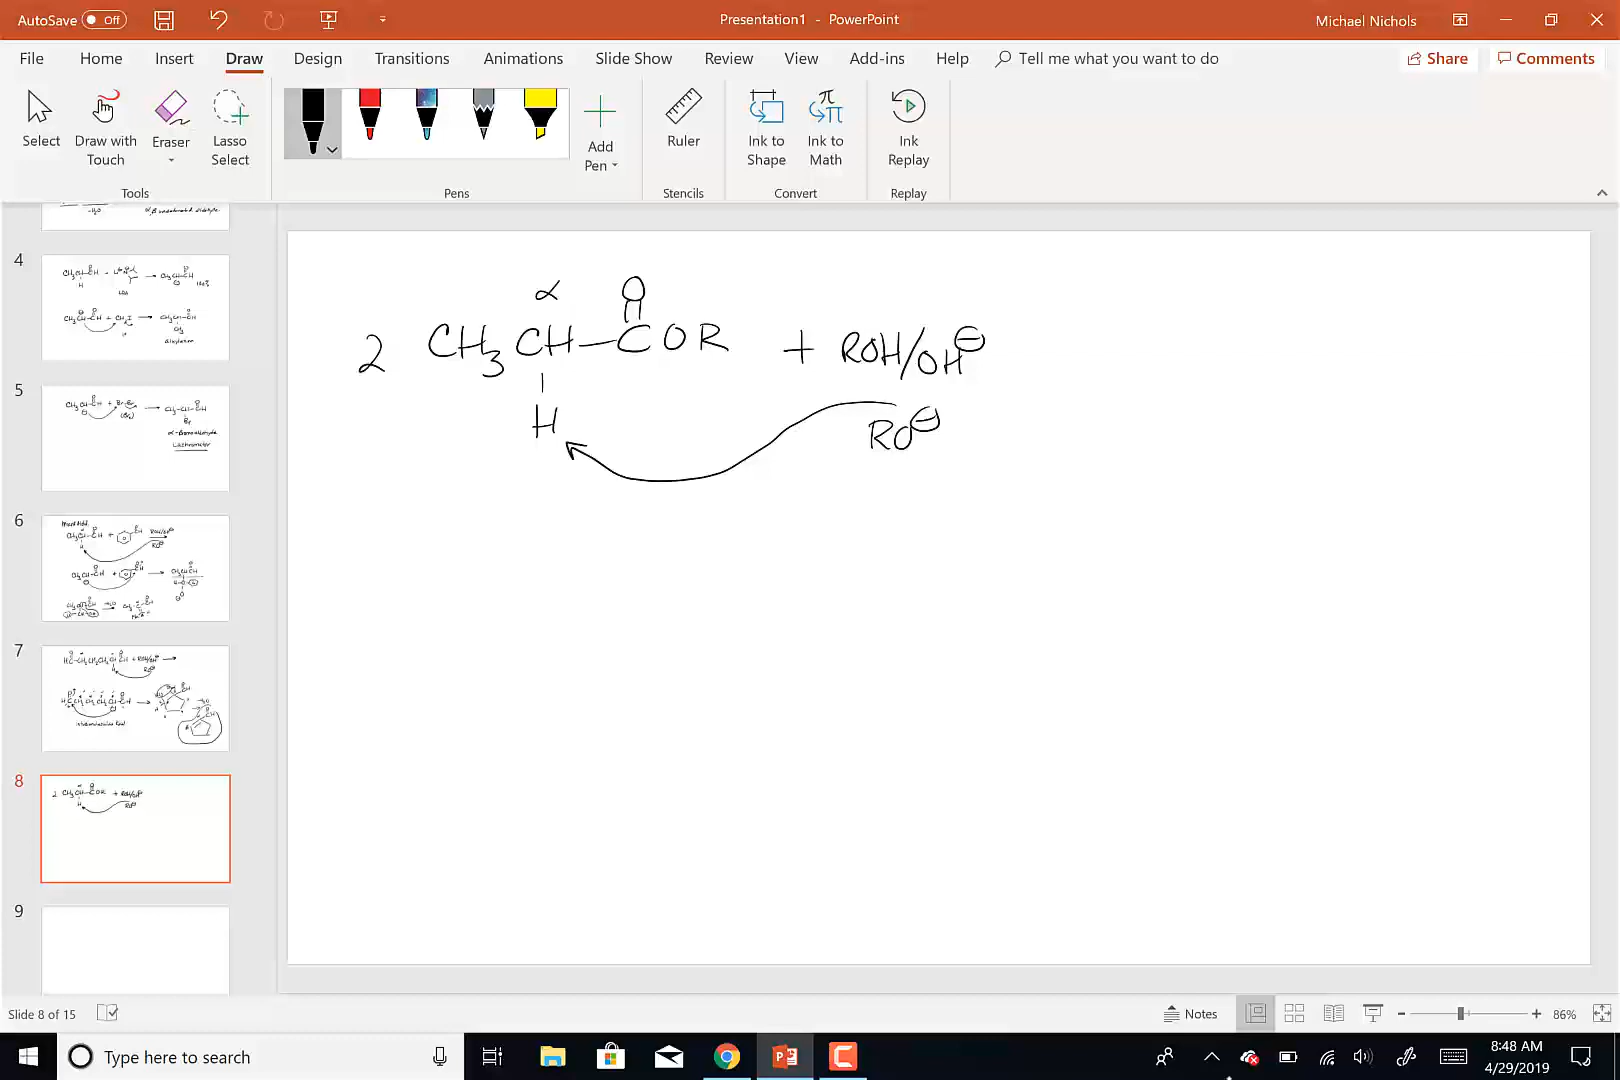 AutoSave Off
Presentation1 - PowerPoint
Michael Nichols
File Home Insert Draw Design Transitions Animations Slide Show Review View Add-ins Help Tell me what you want to do Share Comments
Select
Draw with Touch
Eraser
Lasso Select
Add Pen
Ruler
Ink to Shape
Ink to Math
Ink Replay
Tools
Pens
Stencils
Convert
Replay
4
5
6
7
8
9
α O
2 CH₃CH—COR + ROH/OH⊖
H RO⊖
Slide 8 of 15
Notes
86%
Type here to search
8:48 AM
4/29/2019